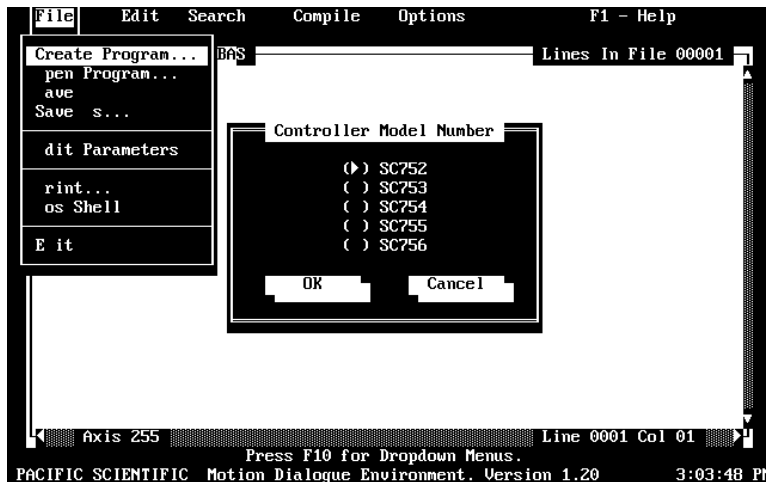 File Edit Search Compile Options F1 - Help
Create Program... BAS Lines In File 00001
pen Program...
ave
Save s...
dit Parameters
rint...
os Shell
E it
Controller Model Number
( ) SC752
( ) SC753
( ) SC754
( ) SC755
( ) SC756
OK Cancel
Axis 255 Line 0001 Col 01
Press F10 for Dropdown Menus.
PACIFIC SCIENTIFIC Motion Dialogue Environment. Version 1.20 3:03:48 PM